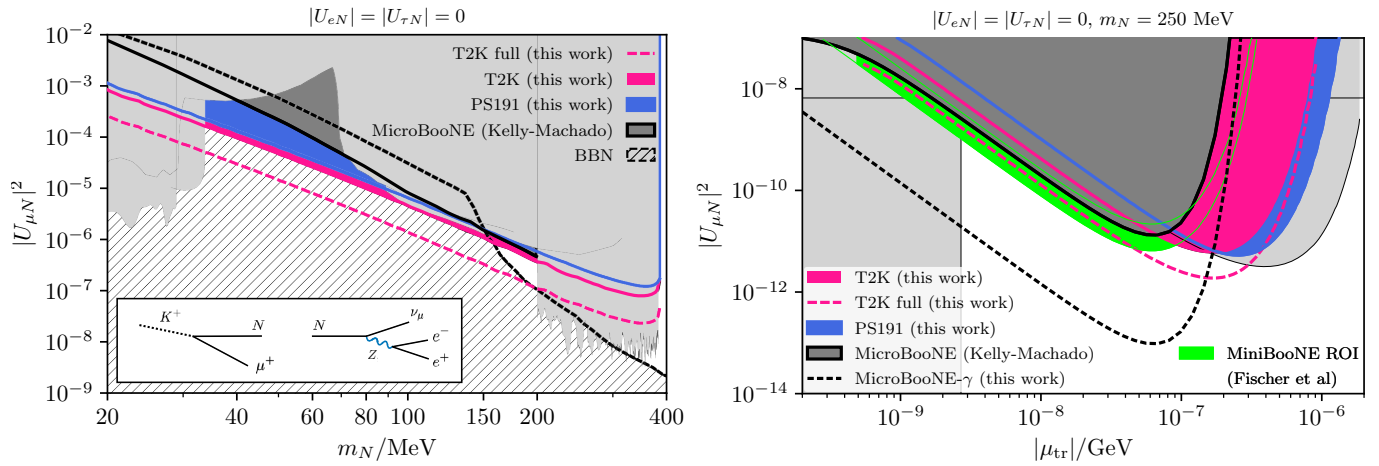 |U_{eN}| = |U_{τN}| = 0
|U_{μN}|²
10⁻²
10⁻³
10⁻⁴
10⁻⁵
10⁻⁶
10⁻⁷
10⁻⁸
10⁻⁹
T2K full (this work)
T2K (this work)
PS191 (this work)
MicroBooNE (Kelly-Machado)
BBN
K⁺
N
μ⁺
N
ν_μ
e⁻
Z
e⁺
20 40 60 80 100 150 200 400
m_N/MeV
|U_{eN}| = |U_{τN}| = 0, m_N = 250 MeV
|U_{μN}|²
10⁻⁸
10⁻¹⁰
10⁻¹²
10⁻¹⁴
T2K (this work)
T2K full (this work)
PS191 (this work)
MicroBooNE (Kelly-Machado)
MicroBooNE-γ (this work)
MiniBooNE ROI
(Fischer et al)
10⁻⁹ 10⁻⁸ 10⁻⁷ 10⁻⁶
|μ_{tr}|/GeV